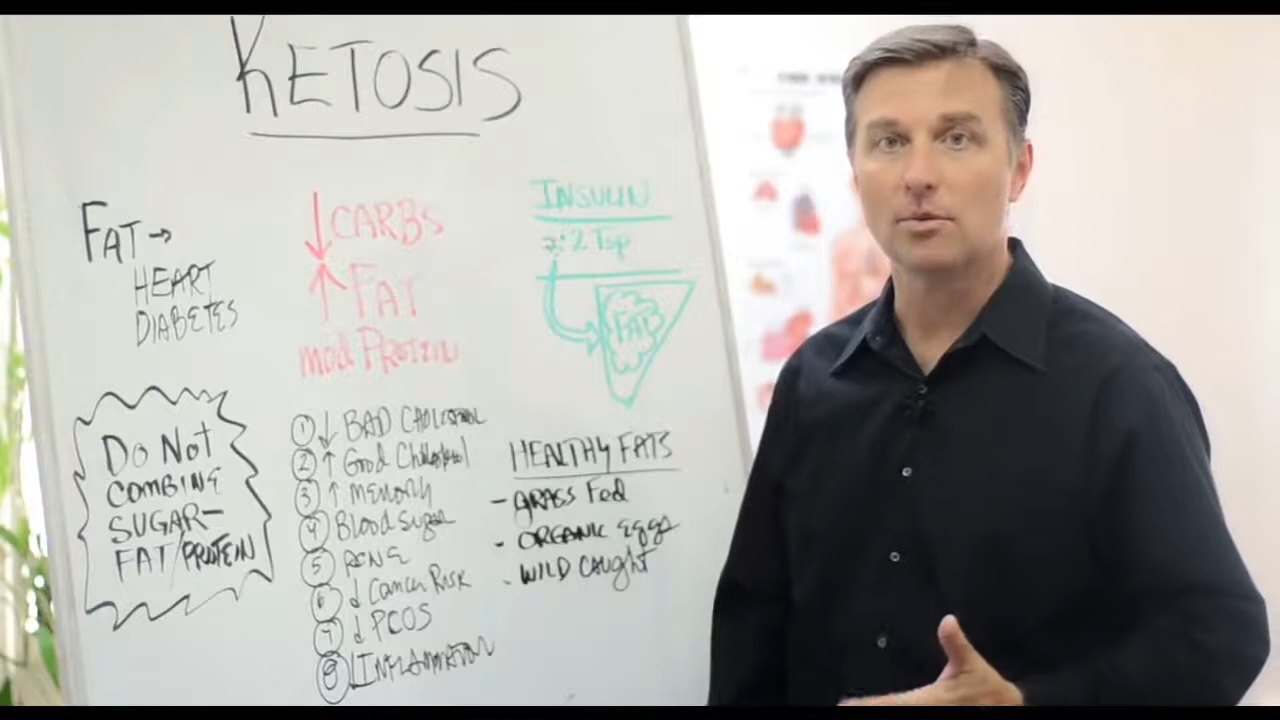 KETOSIS
FAT →
HEART
DIABETES
↓ CARBS
↑ FAT
mod PROTEIN
INSULIN
2 Tsp
FAT
DO NOT
COMBINE
SUGAR–
FAT/PROTEIN
① ↓ BAD CHOLESTEROL
② ↑ Good Cholesterol
③ ↑ MEMORY
④ Blood Sugar
⑤ ACNE
⑥ ↓ Cancer Risk
⑦ ↓ PCOS
⑧ ↓ INFLAMMATION
HEALTHY FATS
- GRASS Fed
- ORGANIC Eggs
- WILD CAUGHT